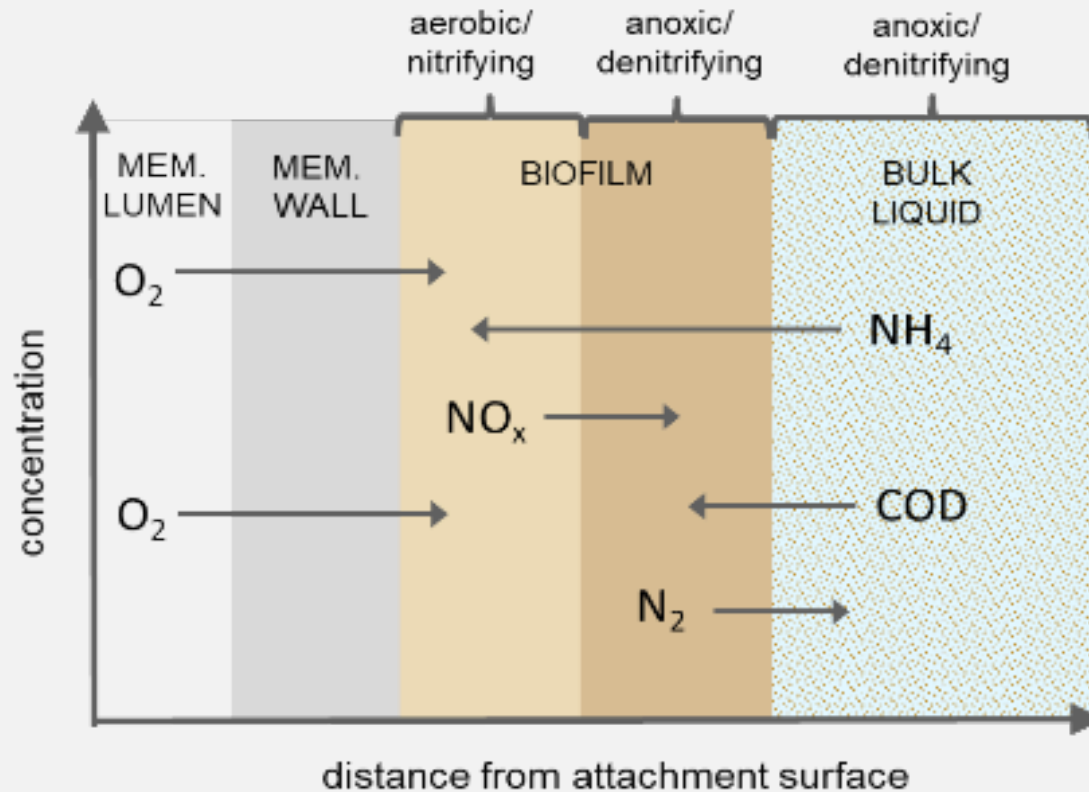 aerobic/
nitrifying
anoxic/
denitrifying
anoxic/
denitrifying
MEM.
LUMEN
MEM.
WALL
BIOFILM
BULK
LIQUID
O₂
NH₄
NOₓ
O₂
COD
N₂
concentration
distance from attachment surface